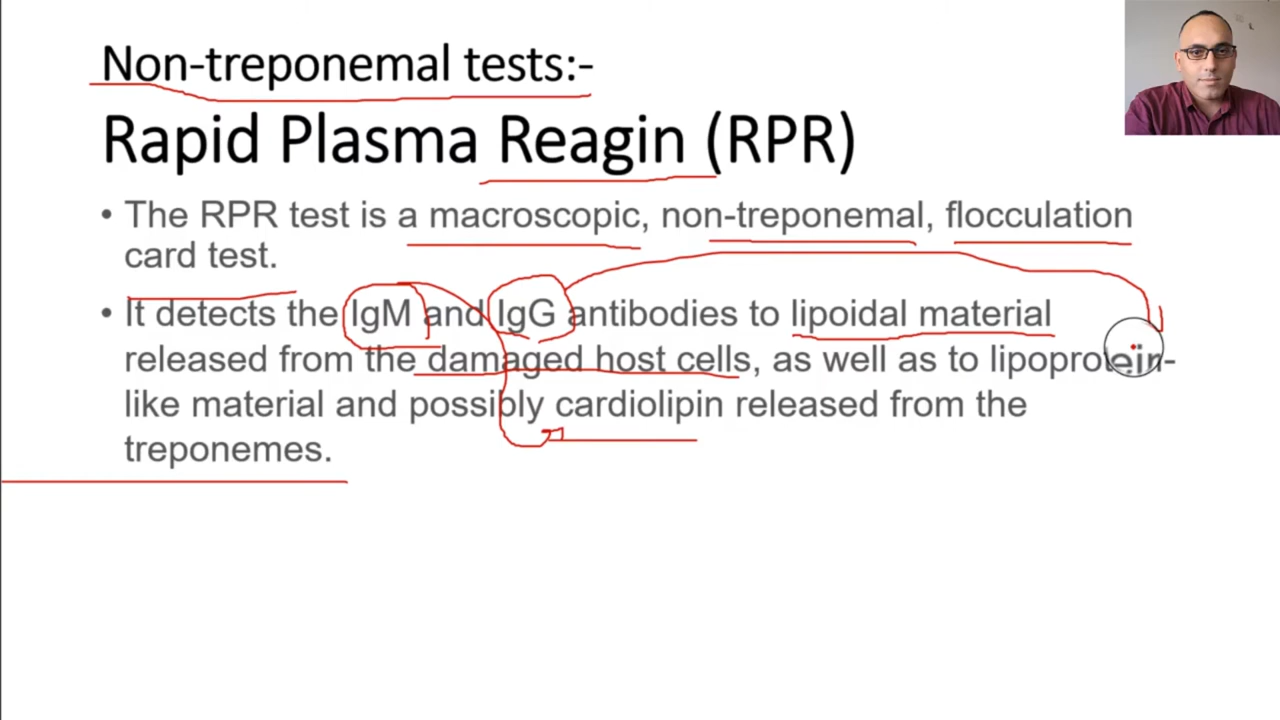 Non-treponemal tests:-
Rapid Plasma Reagin (RPR)
• The RPR test is a macroscopic, non-treponemal, flocculation
card test.
• It detects the IgM and IgG antibodies to lipoidal material
released from the damaged host cells, as well as to lipoprotein-
like material and possibly cardiolipin released from the
treponemes.